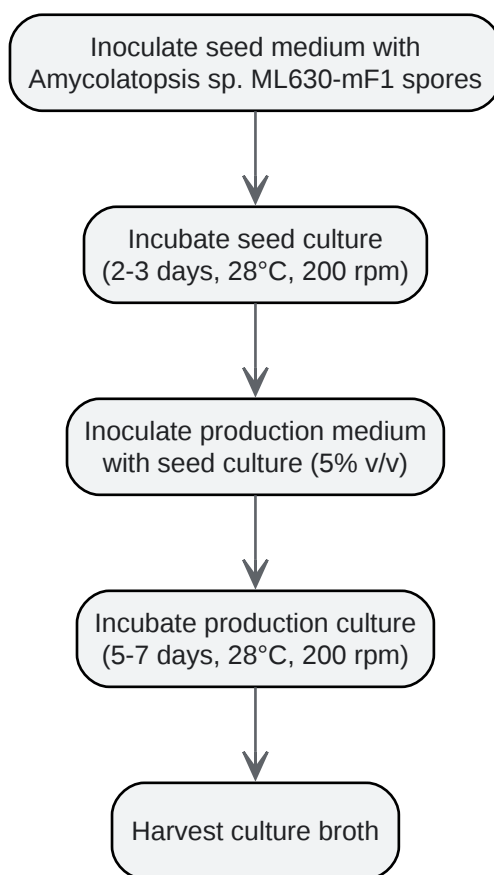 Inoculate seed medium with
Amycolatopsis sp. ML630-mF1 spores
Incubate seed culture
(2-3 days, 28°C, 200 rpm)
Inoculate production medium
with seed culture (5% v/v)
Incubate production culture
(5-7 days, 28°C, 200 rpm)
Harvest culture broth